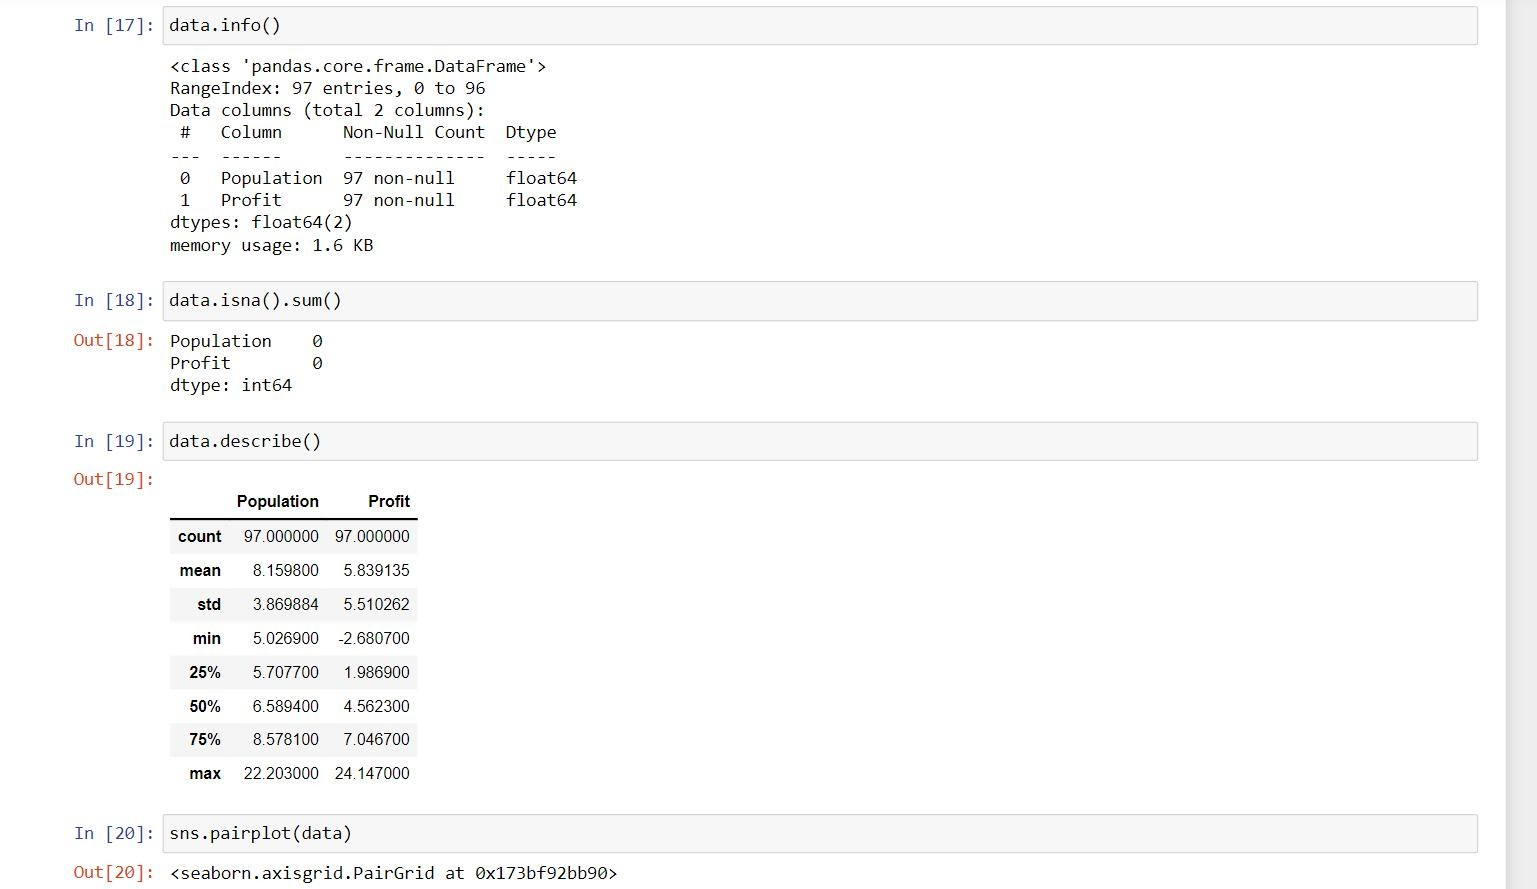 In [17]: data.info()
<class 'pandas.core.frame.DataFrame'>
RangeIndex: 97 entries, 0 to 96
Data columns (total 2 columns):
 #   Column      Non-Null Count  Dtype
---  ------      --------------  -----
 0   Population  97 non-null     float64
 1   Profit      97 non-null     float64
dtypes: float64(2)
memory usage: 1.6 KB
In [18]: data.isna().sum()
Out[18]: Population    0
Profit        0
dtype: int64
In [19]: data.describe()
Out[19]:
Population Profit
count 97.000000 97.000000
mean 8.159800 5.839135
std 3.869884 5.510262
min 5.026900 -2.680700
25% 5.707700 1.986900
50% 6.589400 4.562300
75% 8.578100 7.046700
max 22.203000 24.147000
In [20]: sns.pairplot(data)
Out[20]: <seaborn.axisgrid.PairGrid at 0x173bf92bb90>